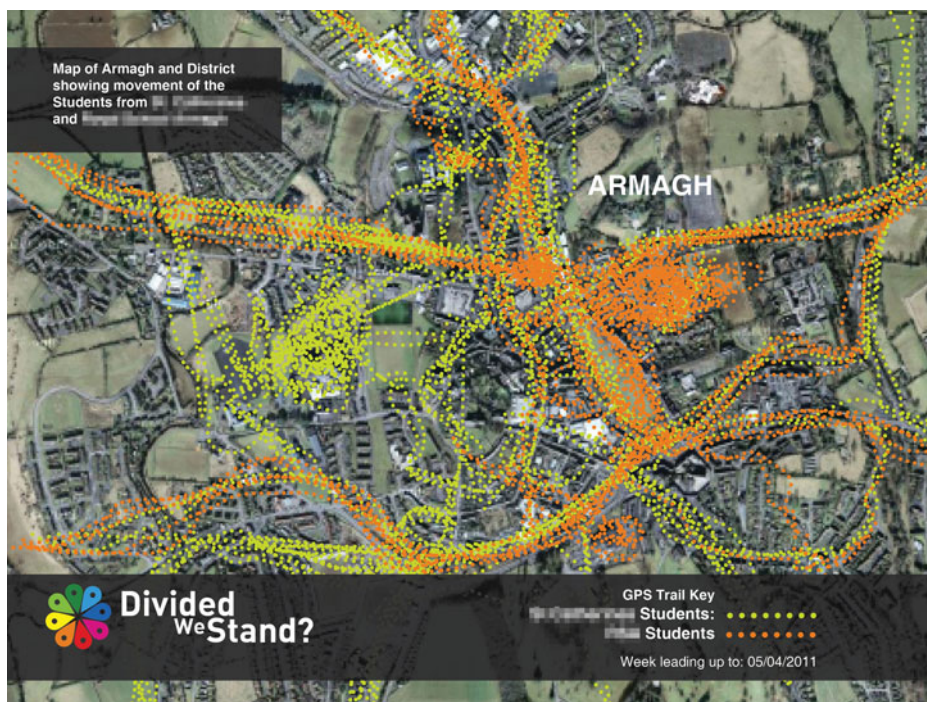 Map of Armagh and District
showing movement of the
Students from
and
ARMAGH
Divided
We Stand?
GPS Trail Key
Students:
Students
Week leading up to: 05/04/2011